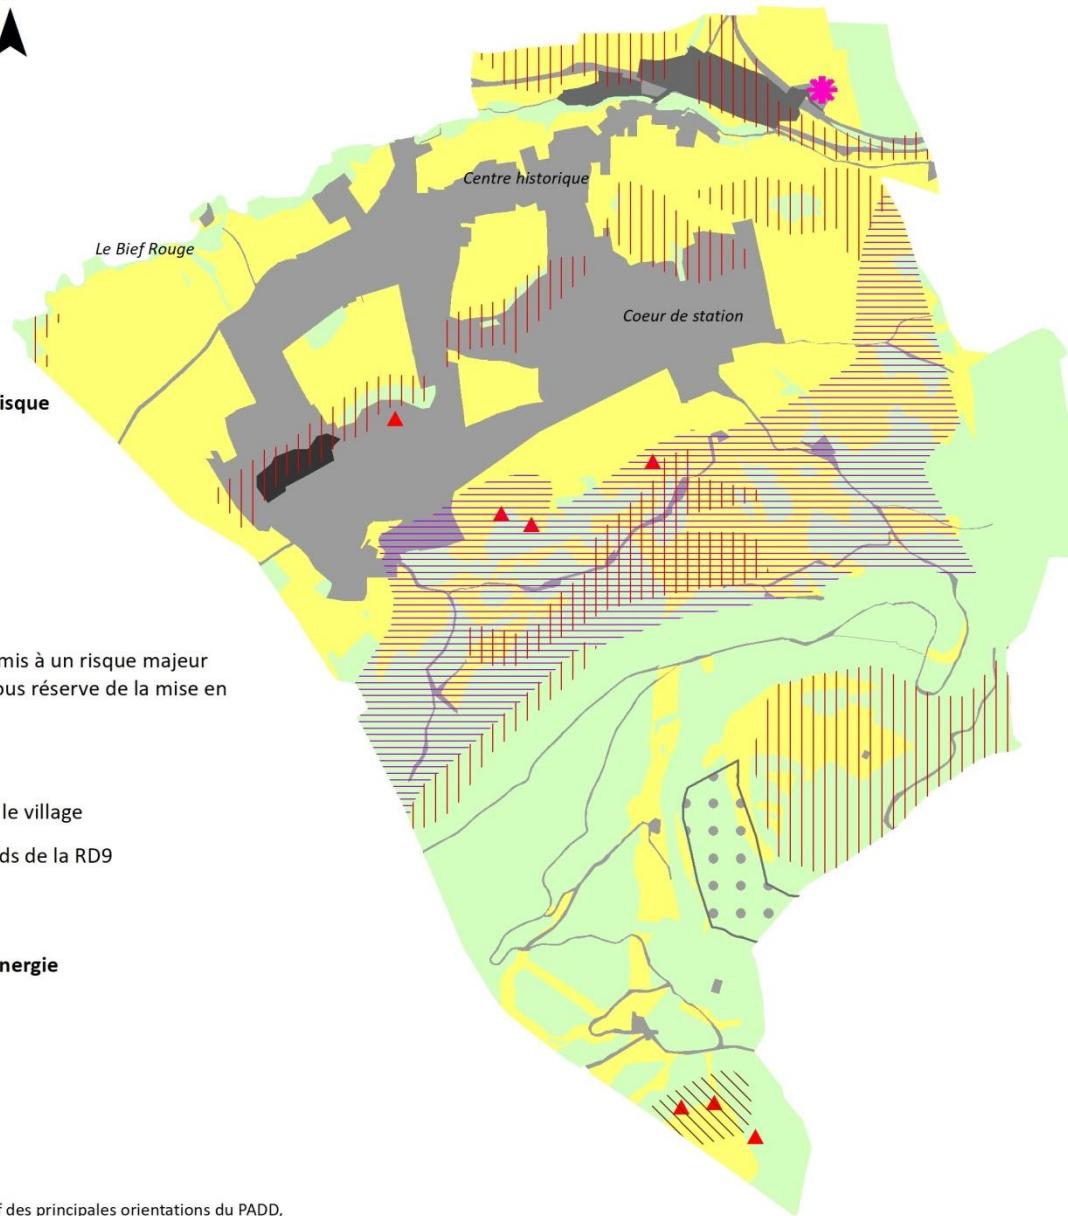 Centre historique
Le Bief Rouge
Coeur de station
isque
mis à un risque majeur
ous réserve de la mise en
le village
ds de la RD9
nergie
f des principales orientations du PADD,